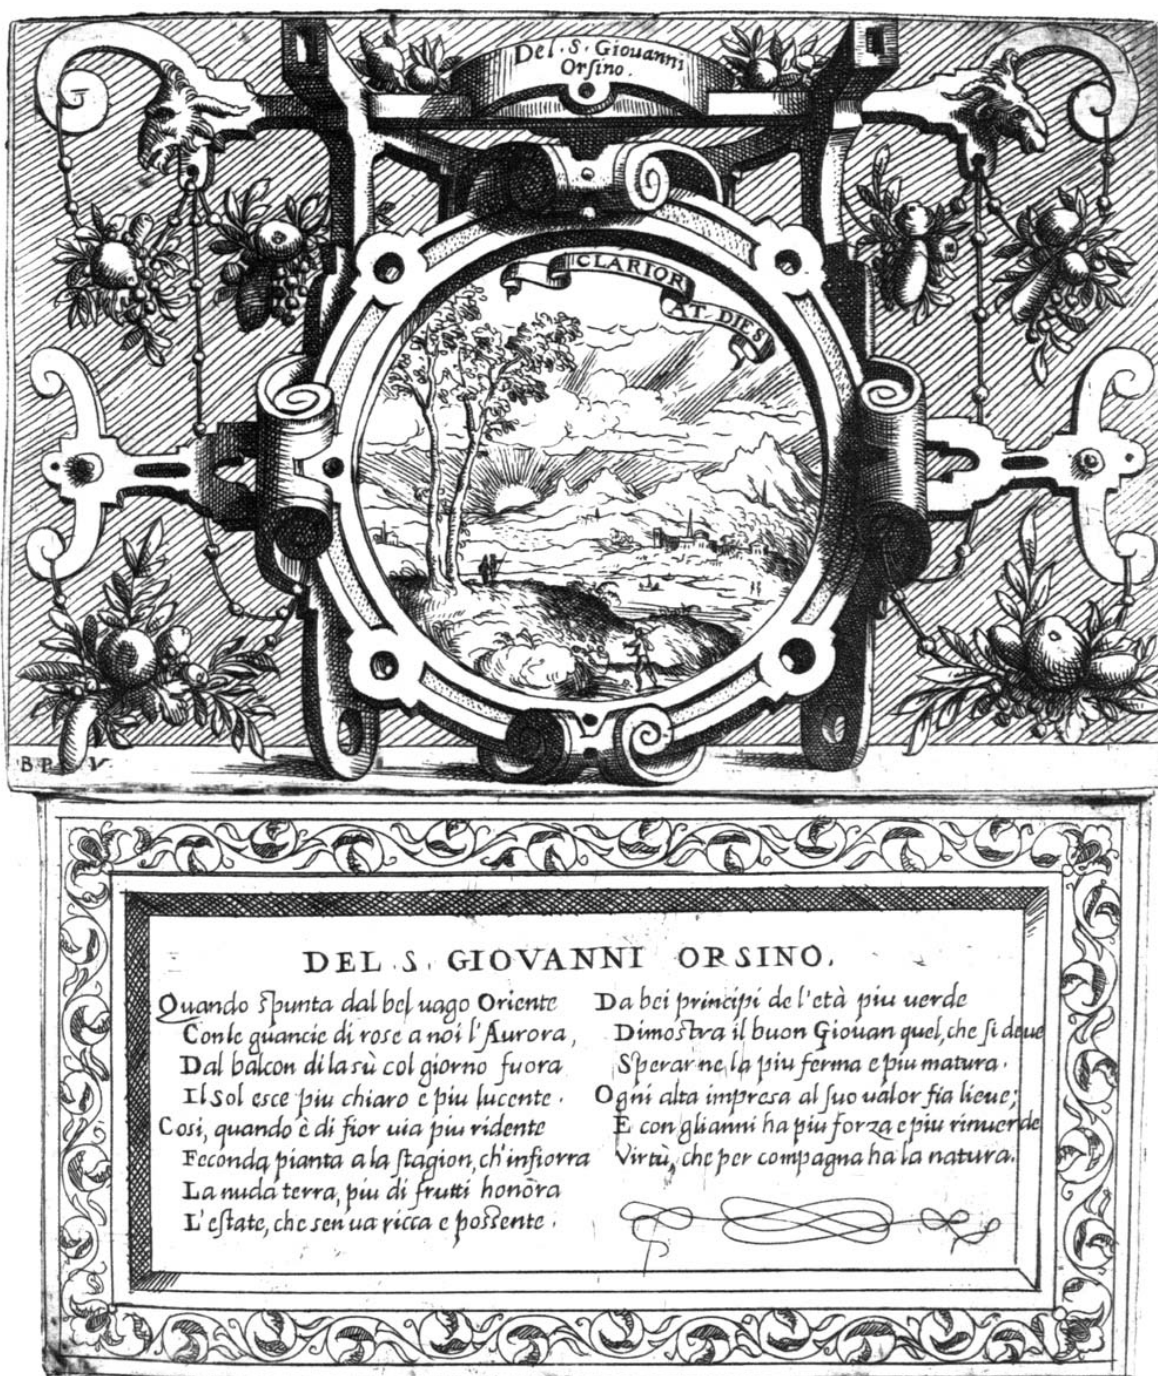 Del. S. Giouanni
Orsino.
CLARIOR
AT DIES
B P V
DEL. S. GIOVANNI ORSINO.
Quando spunta dal bel uago Oriente
Con le guancie di rose a noi l'Aurora,
Dal balcon di la sù col giorno fuora
Il Sol esce piu chiaro e piu lucente.
Cosi, quando è di fior uia piu ridente
Feconda pianta a la stagion, ch'infiorra
La nuda terra, piu di frutti honora
L'estate, che sen ua ricca e possente.
Da bei principi de l'età piu uerde
Dimostra il buon Giouan quel, che si deue
Sperarne la piu ferma e piu matura.
Ogni alta impresa al suo ualor fia lieue;
E con gli anni ha piu forza e piu rinuerde
Virtù, che per compagna ha la natura.